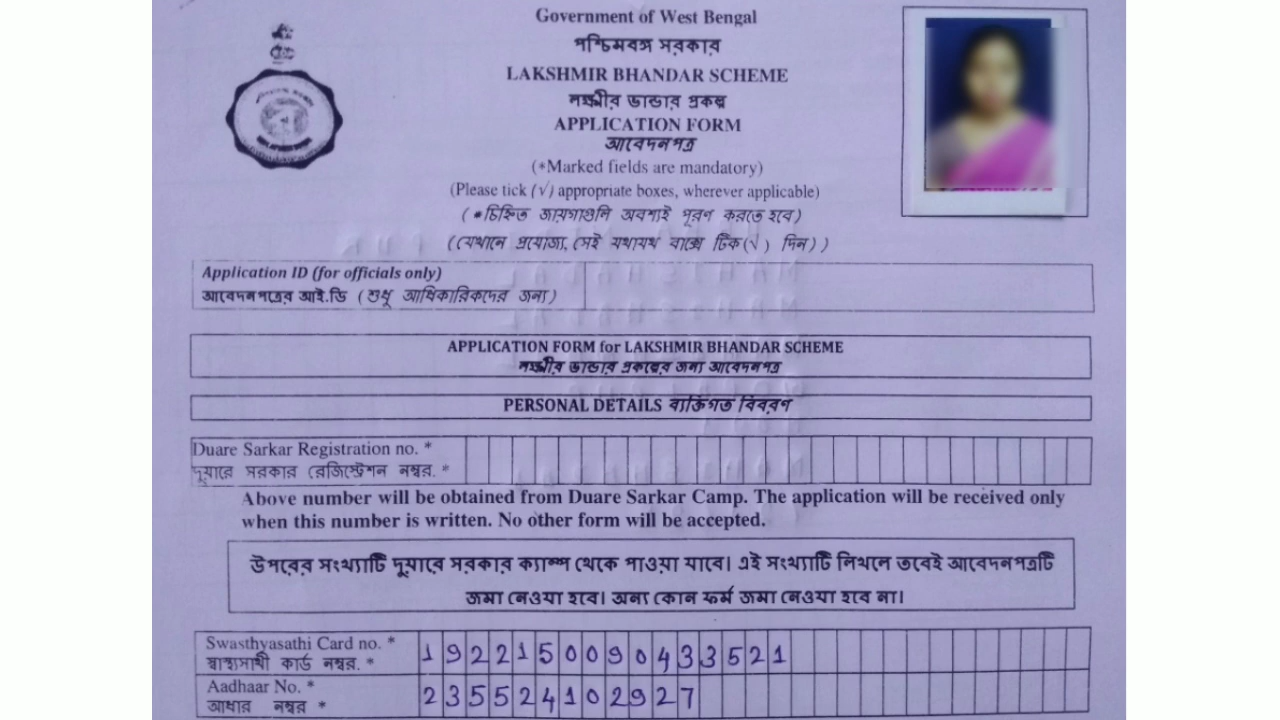 Government of West Bengal
পশ্চিমবঙ্গ সরকার
LAKSHMIR BHANDAR SCHEME
লক্ষ্মীর ভান্ডার প্রকল্প
APPLICATION FORM
আবেদনপত্র
(*Marked fields are mandatory)
(Please tick (√) appropriate boxes, wherever applicable)
(*চিহ্নিত জায়গাগুলি অবশ্যই পূরণ করতে হবে)
((যেখানে প্রযোজ্য, সেই যথাযথ বাক্সে টিক(√) দিন))
Application ID (for officials only)
আবেদনপত্রের আই.ডি (শুধু আধিকারিকদের জন্য)
APPLICATION FORM for LAKSHMIR BHANDAR SCHEME
লক্ষ্মীর ভান্ডার প্রকল্পের জন্য আবেদনপত্র
PERSONAL DETAILS ব্যক্তিগত বিবরণ
Duare Sarkar Registration no. *
দুয়ারে সরকার রেজিস্ট্রেশন নম্বর. *
Above number will be obtained from Duare Sarkar Camp. The application will be received only
when this number is written. No other form will be accepted.
উপরের সংখ্যাটি দুয়ারে সরকার ক্যাম্প থেকে পাওয়া যাবে। এই সংখ্যাটি লিখলে তবেই আবেদনপত্রটি
জমা নেওয়া হবে। অন্য কোন ফর্ম জমা নেওয়া হবে না।
Swasthyasathi Card no. * 1922150090433521
স্বাস্থ্যসাথী কার্ড নম্বর. *
Aadhaar No. * 235524102927
আধার নম্বর *